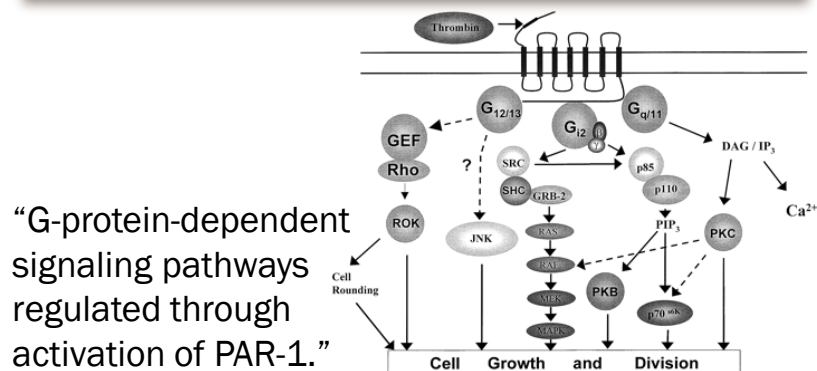 Thrombin
G12/13
Gi2
β
γ
Gq/11
GEF
Rho
?
SRC
p85
DAG / IP3
SHC
GRB-2
p110
Ca2+
ROK
JNK
RAS
PIP3
PKC
RAF
Cell
Rounding
MEK
PKB
p70 s6K
MAPK
Cell Growth and Division
“G-protein-dependent
signaling pathways
regulated through
activation of PAR-1.”